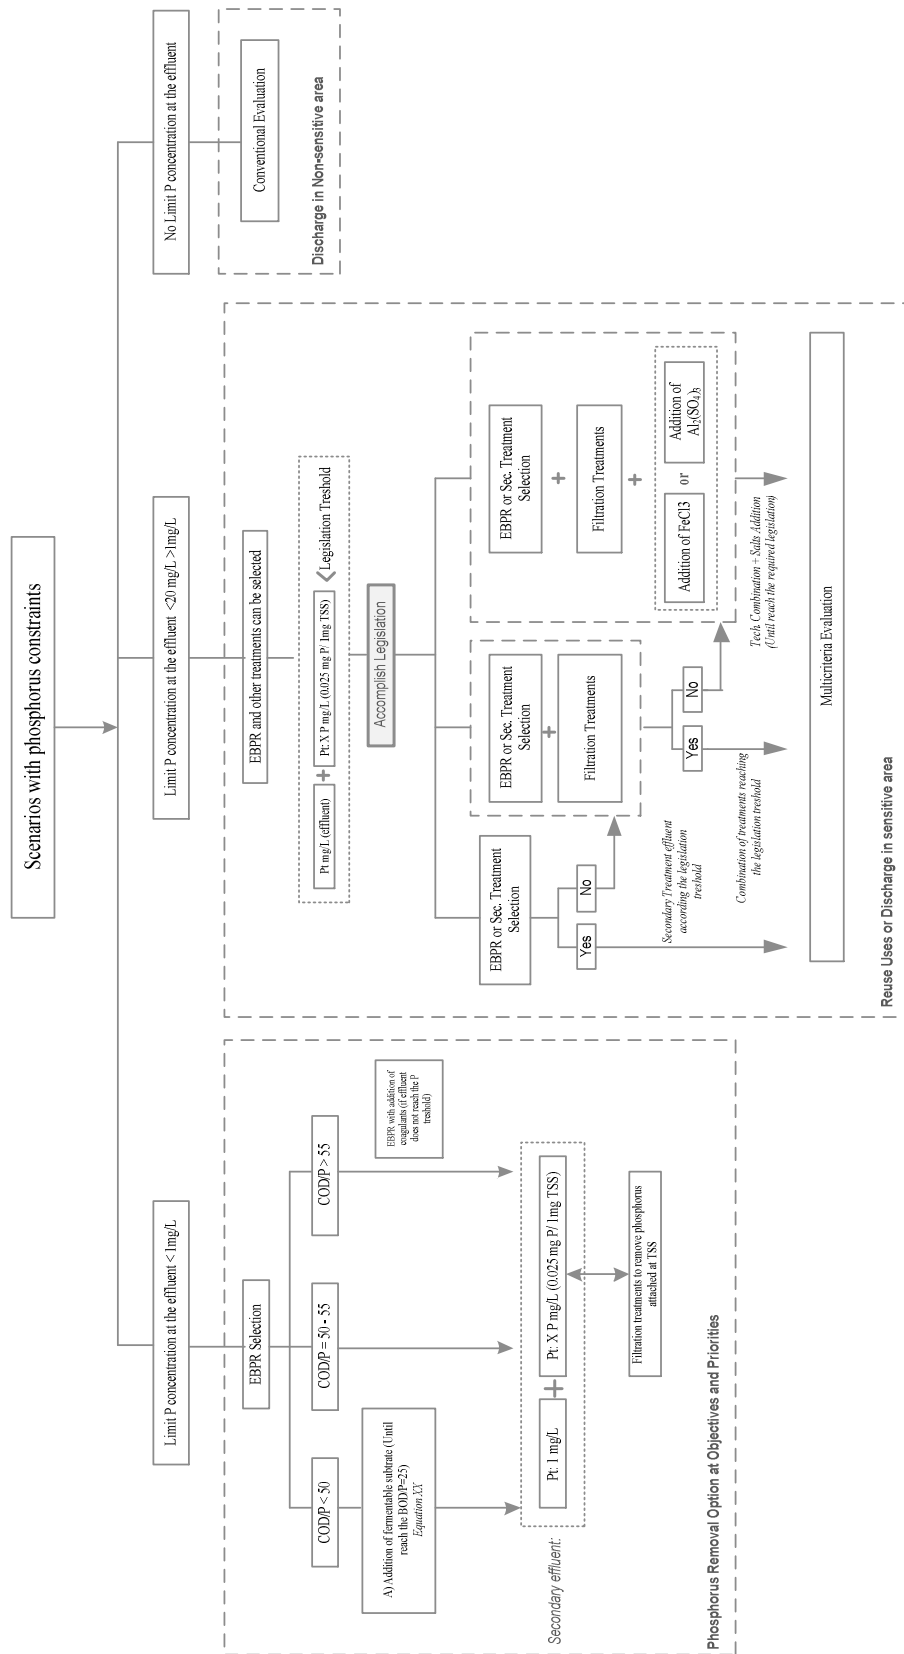 Scenarios with phosphorus constraints
Limit P concentration at the effluent < 1mg/L
EBPR Selection
COD/P < 50
COD/P = 50 - 55
COD/P > 55
A) Addition of fermentable subtrate (Until
reach the BOD/P=25)
Equation XX
EBPR with addition of
coagulants (if effluent
does not reach the P
treshold)
Secondary effluent:
Pt: 1 mg/L
+
Pt: X P mg/L (0.025 mg P/ 1mg TSS)
Filtration treatments to remove phosphorus
attached at TSS
Phosphorus Removal Option at Objectives and Priorities
Limit P concentration at the effluent <20 mg/L >1mg/L
EBPR and other treatments can be selected
Pt mg/L (effluent)
+
Pt: X P mg/L (0.025 mg P/ 1mg TSS)
< Legislation Treshold
Accomplish Legislation
EBPR or Sec. Treatment
Selection
Yes
No
Secondary Treatment effluent
according the legislation
treshold
EBPR or Sec. Treatment
Selection
+
Filtration Treatments
Yes
No
Combination of treatments reaching
the legislation treshold
EBPR or Sec. Treatment
Selection
+
Filtration Treatments
+
Addition of FeCl3
or
Addition of
Al2(SO4)3
Tech. Combination + Salts Addition
(Until reach the required legislation)
Multicriteria Evaluation
Reuse Uses or Discharge in sensitive area
No Limit P concentration at the effluent
Conventional Evaluation
Discharge in Non-sensitive area